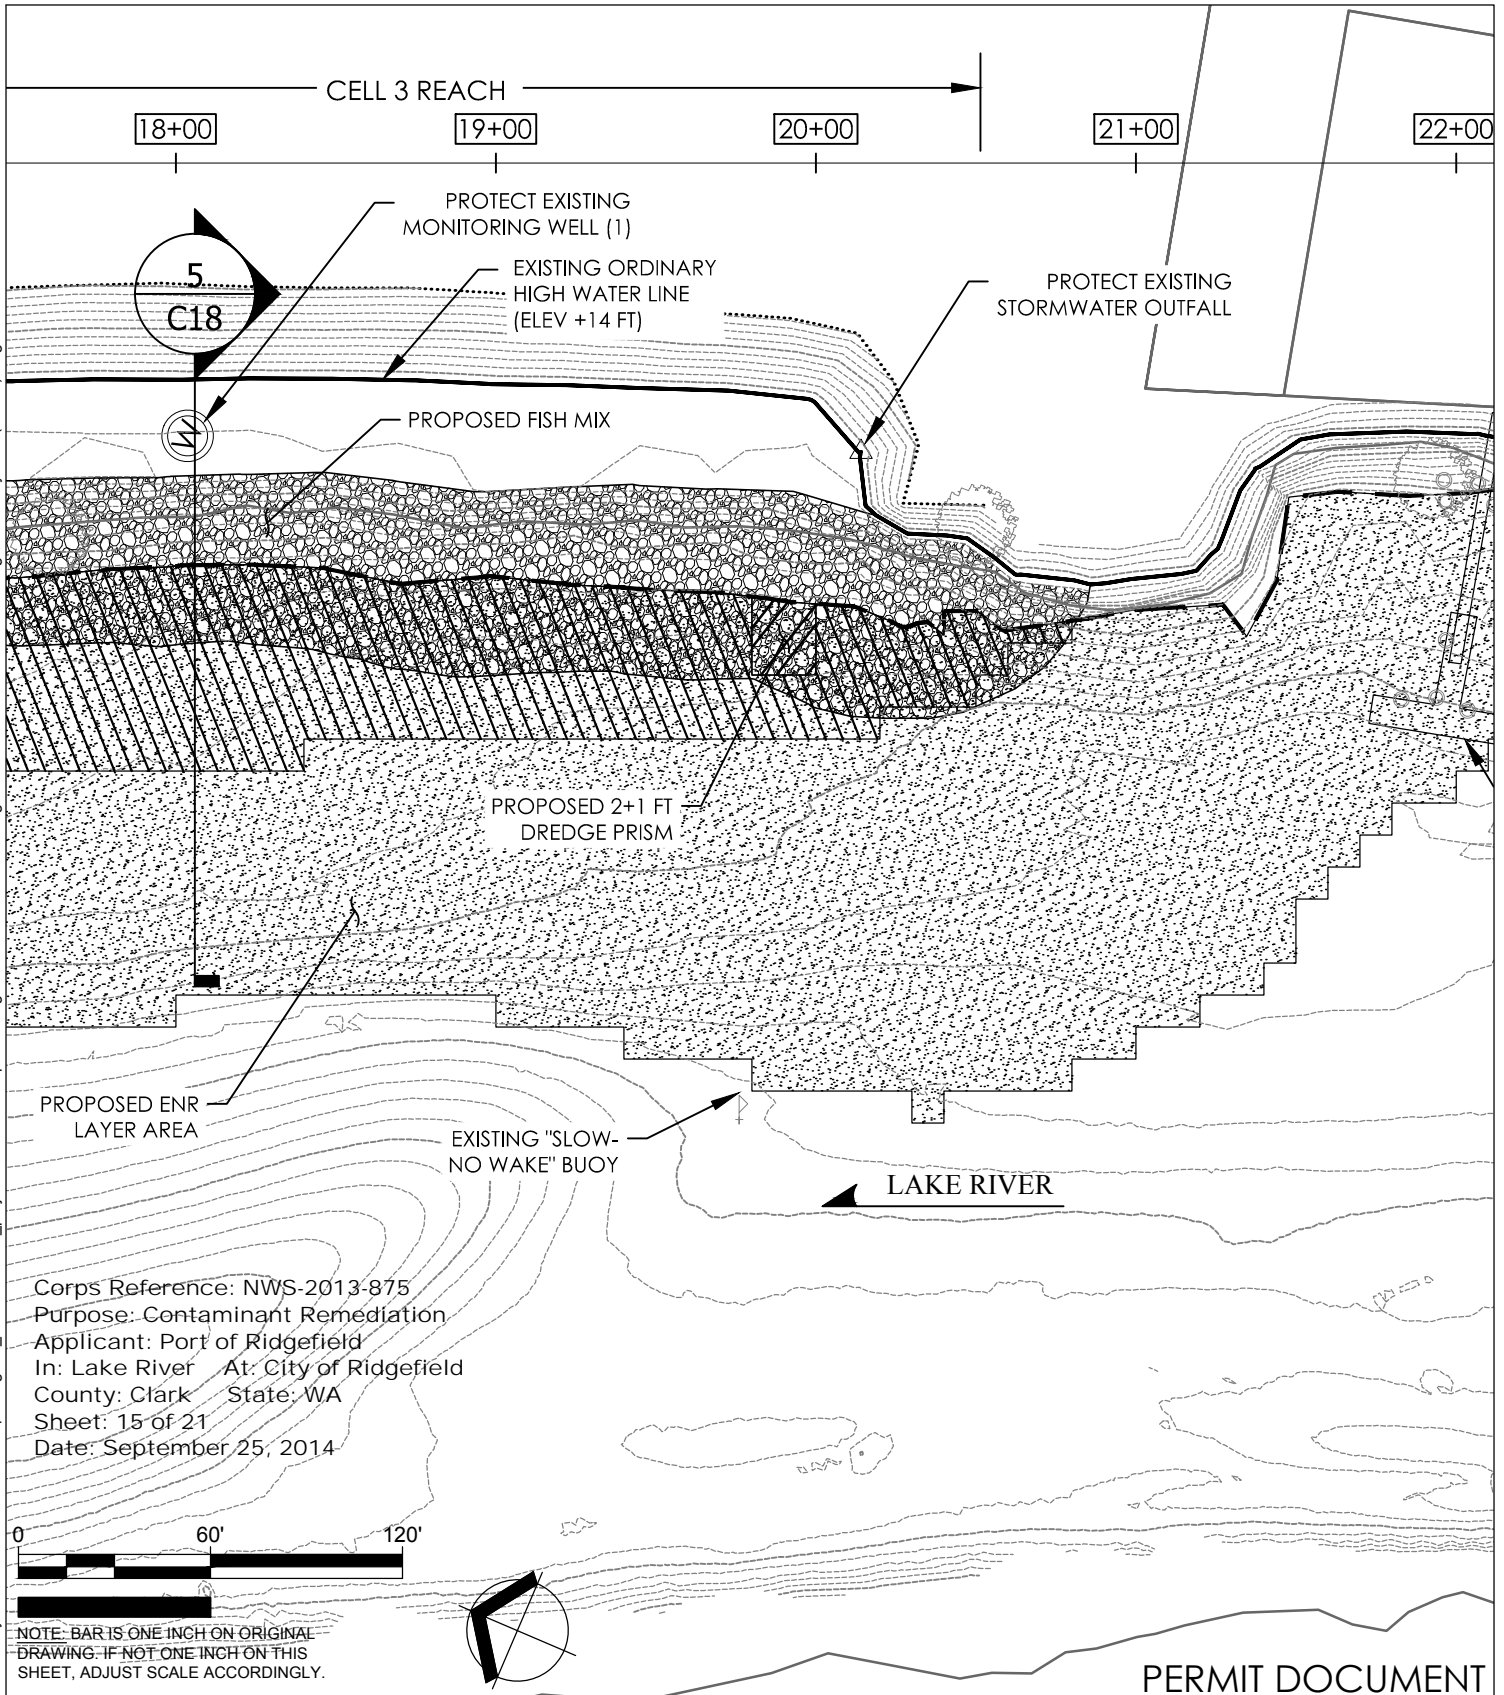 CELL 3 REACH
18+00
19+00
20+00
21+00
22+00
PROTECT EXISTING
MONITORING WELL (1)
5
C18
EXISTING ORDINARY
HIGH WATER LINE
(ELEV +14 FT)
PROTECT EXISTING
STORMWATER OUTFALL
W
PROPOSED FISH MIX
PROPOSED 2+1 FT
DREDGE PRISM
PROPOSED ENR
LAYER AREA
EXISTING "SLOW-
NO WAKE" BUOY
LAKE RIVER
Corps Reference: NWS-2013-875
Purpose: Contaminant Remediation
Applicant: Port of Ridgefield
In: Lake River At: City of Ridgefield
County: Clark State: WA
Sheet: 15 of 21
Date: September 25, 2014
0 60' 120'
NOTE: BAR IS ONE INCH ON ORIGINAL
DRAWING. IF NOT ONE INCH ON THIS
SHEET, ADJUST SCALE ACCORDINGLY.
PERMIT DOCUMENT